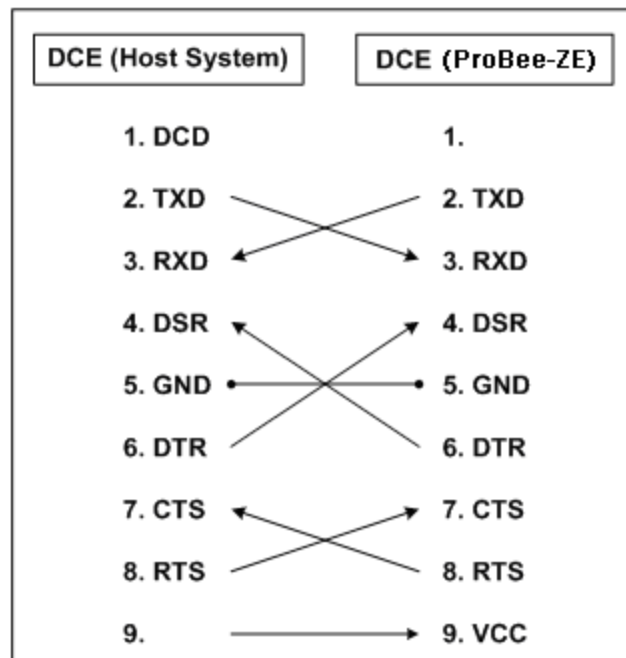 DCE (Host System) DCE (ProBee-ZE)
1. DCD 1.
2. TXD 2. TXD
3. RXD 3. RXD
4. DSR 4. DSR
5. GND 5. GND
6. DTR 6. DTR
7. CTS 7. CTS
8. RTS 8. RTS
9. 9. VCC